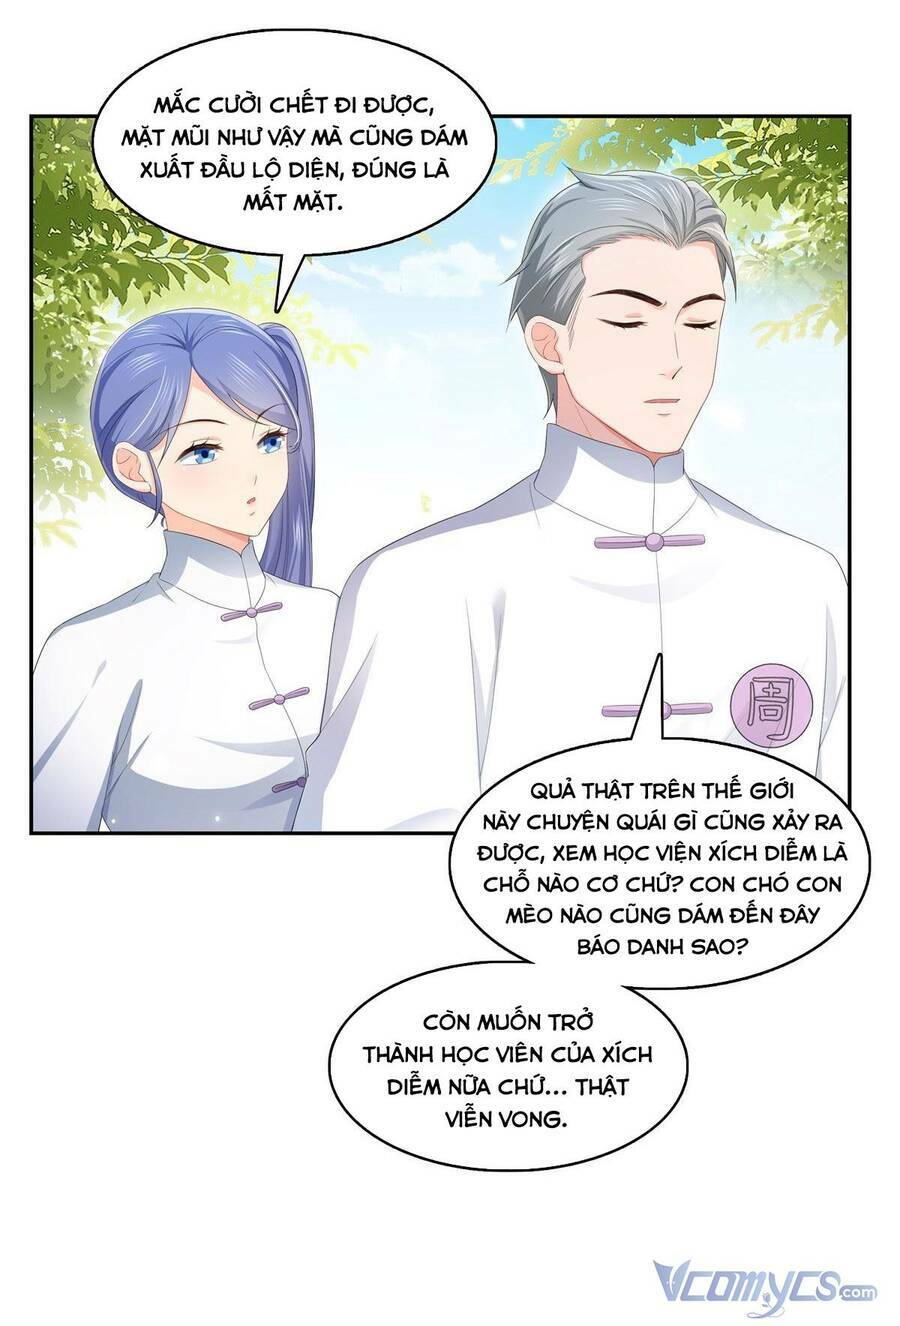 MẮC CƯỜI CHẾT ĐI ĐƯỢC,
MẶT MŨI NHƯ VẬY MÀ CŨNG DÁM
XUẤT ĐẦU LỘ DIỆN, ĐÚNG LÀ
MẤT MẶT.
周
QUẢ THẬT TRÊN THẾ GIỚI
NÀY CHUYỆN QUÁI GÌ CŨNG XẢY RA
ĐƯỢC, XEM HỌC VIỆN XÍCH DIỄM LÀ
CHỖ NÀO CƠ CHỨ? CON CHÓ CON
MÈO NÀO CŨNG DÁM ĐẾN ĐÂY
BÁO DANH SAO?
CÒN MUỐN TRỞ
THÀNH HỌC VIÊN CỦA XÍCH
DIỄM NỮA CHỨ... THẬT
VIỄN VONG.
Vcomycs.com